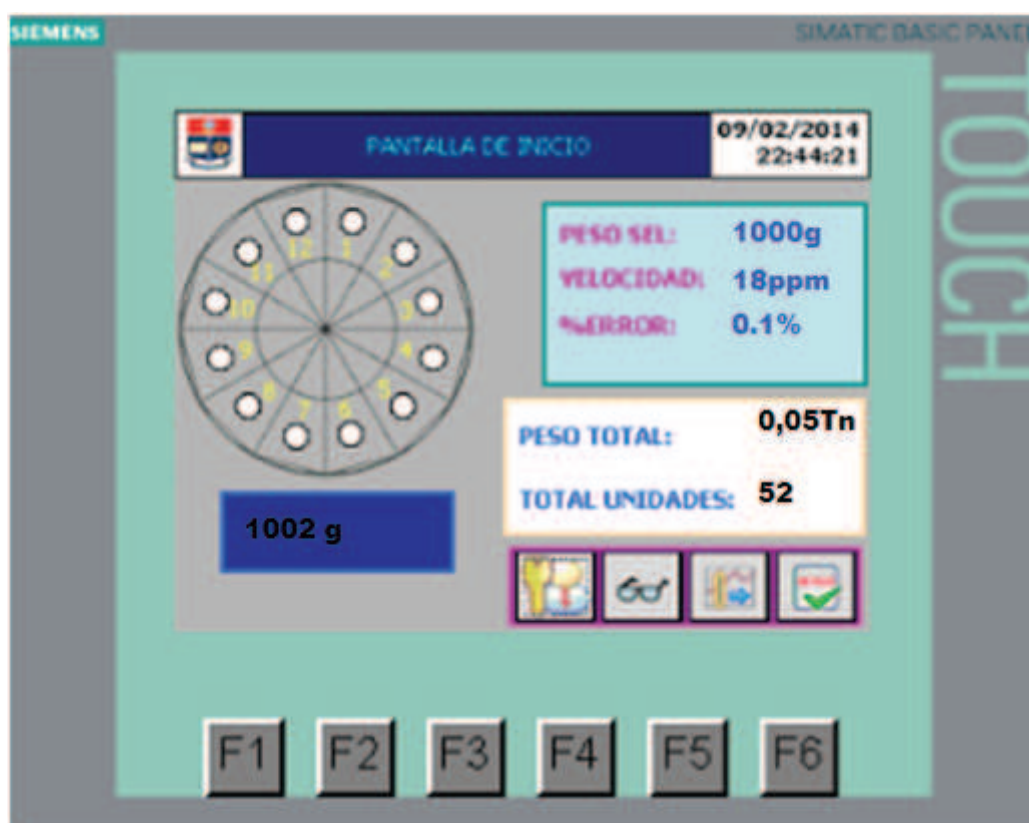 SIEMENS
SIMATIC BASIC PANEL
TOUCH
PANTALLA DE INICIO
09/02/2014
22:44:21
12
1
11
2
10
3
9
4
8
5
7
6
PESO SEL: 1000g
VELOCIDAD: 18ppm
%ERROR: 0.1%
PESO TOTAL: 0,05Tn
TOTAL UNIDADES: 52
1002 g
F1 F2 F3 F4 F5 F6